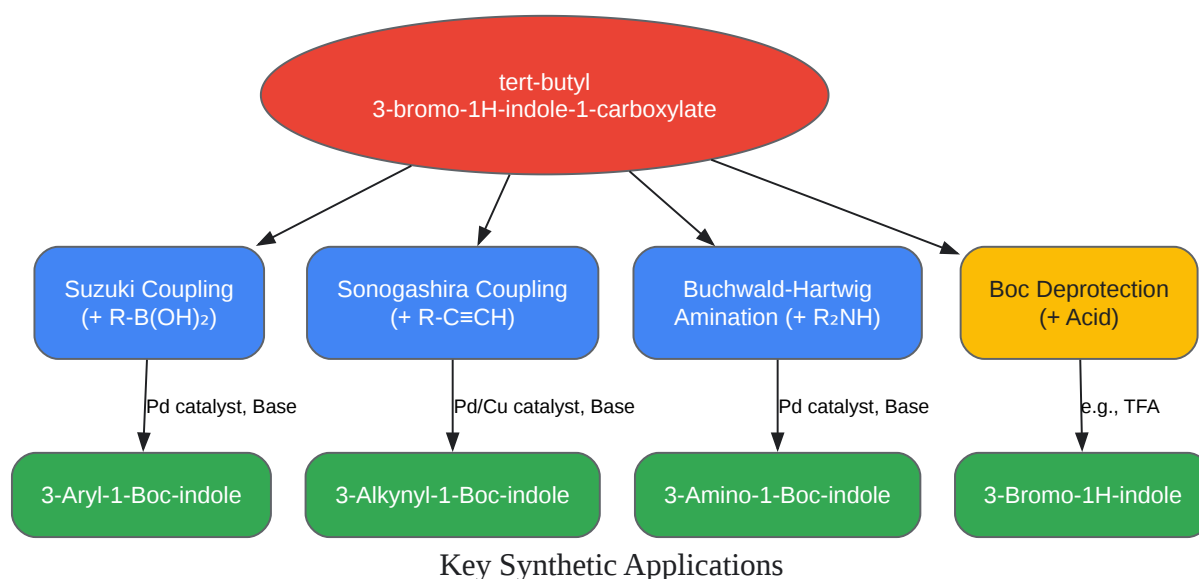 tert-butyl
3-bromo-1H-indole-1-carboxylate
Suzuki Coupling
(+ R-B(OH)₂)
Sonogashira Coupling
(+ R-C≡CH)
Buchwald-Hartwig
Amination (+ R₂NH)
Boc Deprotection
(+ Acid)
Pd catalyst, Base
Pd/Cu catalyst, Base
Pd catalyst, Base
e.g., TFA
3-Aryl-1-Boc-indole
3-Alkynyl-1-Boc-indole
3-Amino-1-Boc-indole
3-Bromo-1H-indole
Key Synthetic Applications